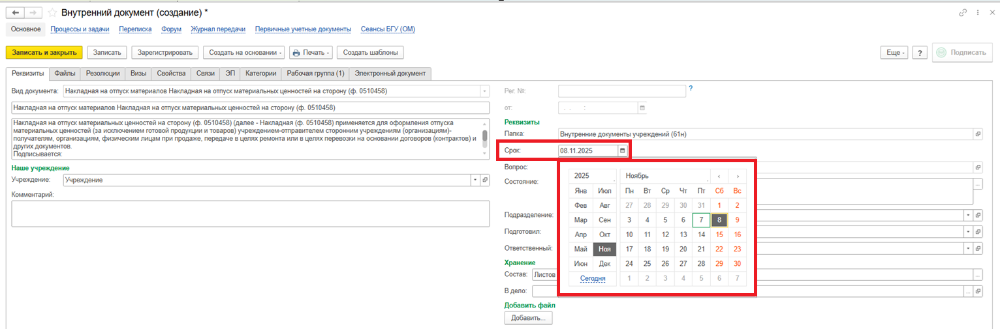 Внутренний документ (создание) *
Основное Процессы и задачи Переписка Форум Журнал передачи Первичные учетные документы Сеансы БГУ (ОМ)
Записать и закрыть Записать Зарегистрировать Создать на основании Печать Создать шаблоны Еще ? Подписать
Реквизиты Файлы Резолюции Визы Свойства Связи ЭП Категории Рабочая группа (1) Электронный документ
Вид документа: Накладная на отпуск материалов Накладная на отпуск материальных ценностей на сторону (ф. 0510458)
Накладная на отпуск материалов Накладная на отпуск материальных ценностей на сторону (ф. 0510458)
Накладная на отпуск материальных ценностей на сторону (ф. 0510458) (далее - Накладная (ф. 0510458) применяется для оформления отпуска
материальных ценностей (за исключением готовой продукции и товаров) учреждением-отправителем сторонним учреждениям (организациям)-
получателям, организациям, физическим лицам при продаже, передаче в целях ремонта или в целях перевозки на основании договоров (контрактов) и
других документов.
Подписывается:
Наше учреждение
Учреждение: Учреждение
Комментарий:
Рег. №: ?
от: . . :
Реквизиты
Папка: Внутренние документы учреждений (61н)
Срок: 08.11.2025
Вопрос:
Состояние:
Подразделение:
Подготовил:
Ответственный:
Хранение
Состав: Листов
В дело:
Добавить файл
Добавить...
2025 Ноябрь ‹ ›
Янв Июл Пн Вт Ср Чт Пт Сб Вс
Фев Авг 27 28 29 30 31 1 2
Мар Сен 3 4 5 6 7 8 9
Апр Окт 10 11 12 13 14 15 16
Май Ноя 17 18 19 20 21 22 23
Июн Дек 24 25 26 27 28 29 30
Сегодня 1 2 3 4 5 6 7